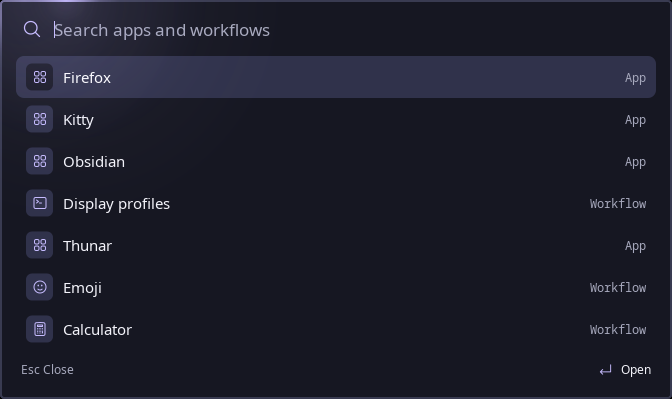 Search apps and workflows
Firefox App
Kitty App
Obsidian App
Display profiles Workflow
Thunar App
Emoji Workflow
Calculator Workflow
Esc Close Open